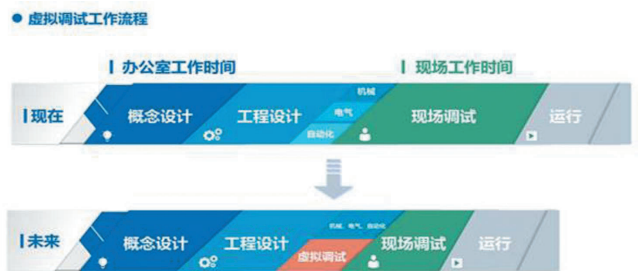 虚拟调试工作流程
办公室工作时间
现场工作时间
现在
概念设计
工程设计
机械
电气
自动化
现场调试
运行
未来
概念设计
工程设计
机械、电气、自动化
虚拟调试
现场调试
运行